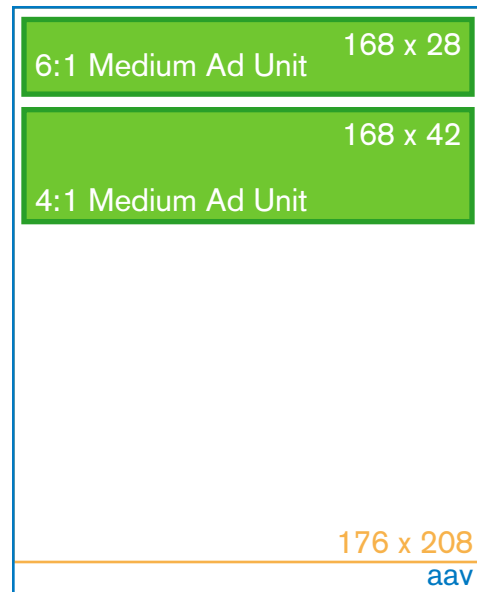 168 x 28
6:1 Medium Ad Unit
168 x 42
4:1 Medium Ad Unit
176 x 208
aav